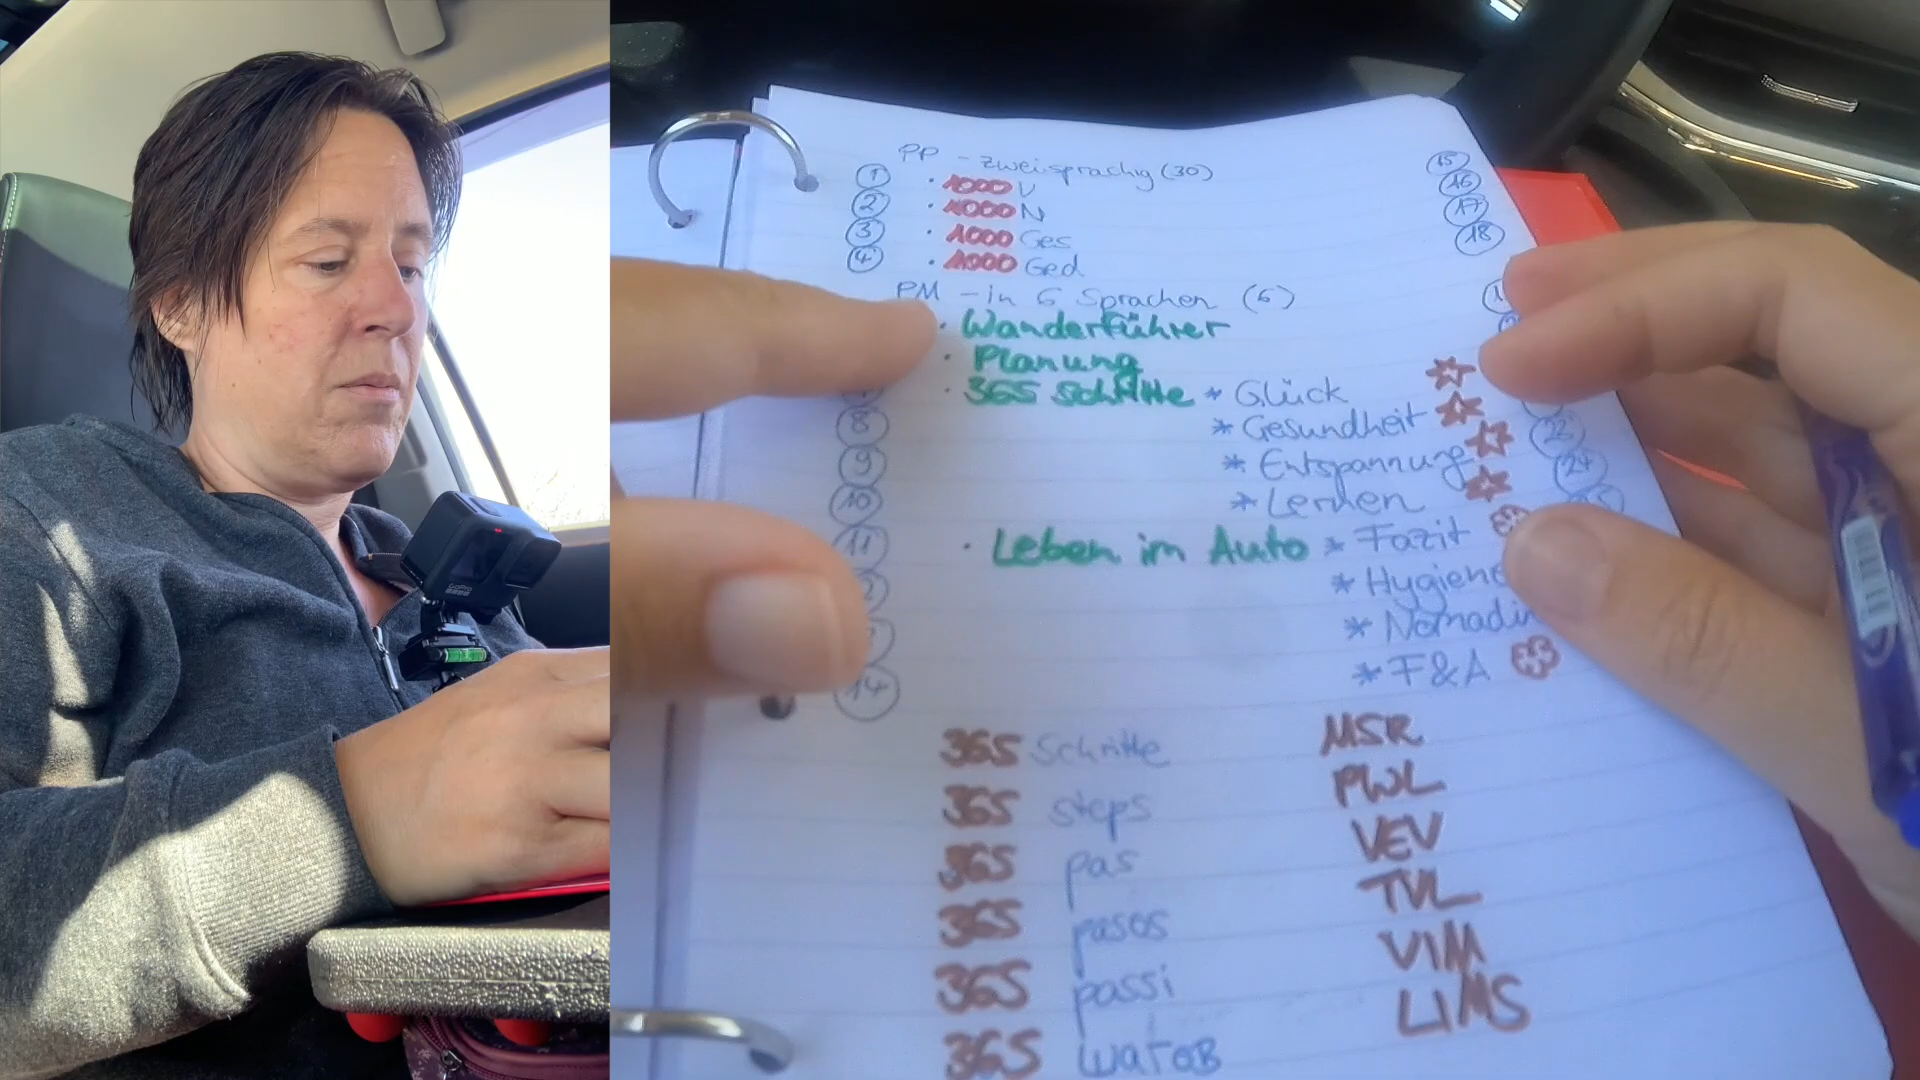 PP - zweisprachig (30)
1 · 1000 V 15
2 · 1000 N 16
3 · 1000 Ges 17
4 · 1000 Ged 18
PM - in 6 Sprachen (6)
· Wanderführer
· Planung
· 365 Schritte * Glück
8 * Gesundheit
9 * Entspannung 24
10 * Lernen
11 · Leben im Auto * Fazit
* Hygiene
* Nomadin
14 * F&A
365 Schritte MSR
365 steps PWL
365 pas VEV
365 pasos TVL
365 passi VIM
365 шагов LIMS
GoPro